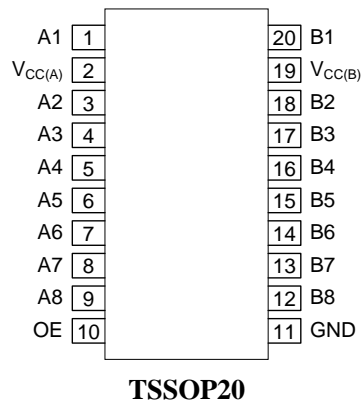 A1 1 20 B1
VCC(A) 2 19 VCC(B)
A2 3 18 B2
A3 4 17 B3
A4 5 16 B4
A5 6 15 B5
A6 7 14 B6
A7 8 13 B7
A8 9 12 B8
OE 10 11 GND
TSSOP20